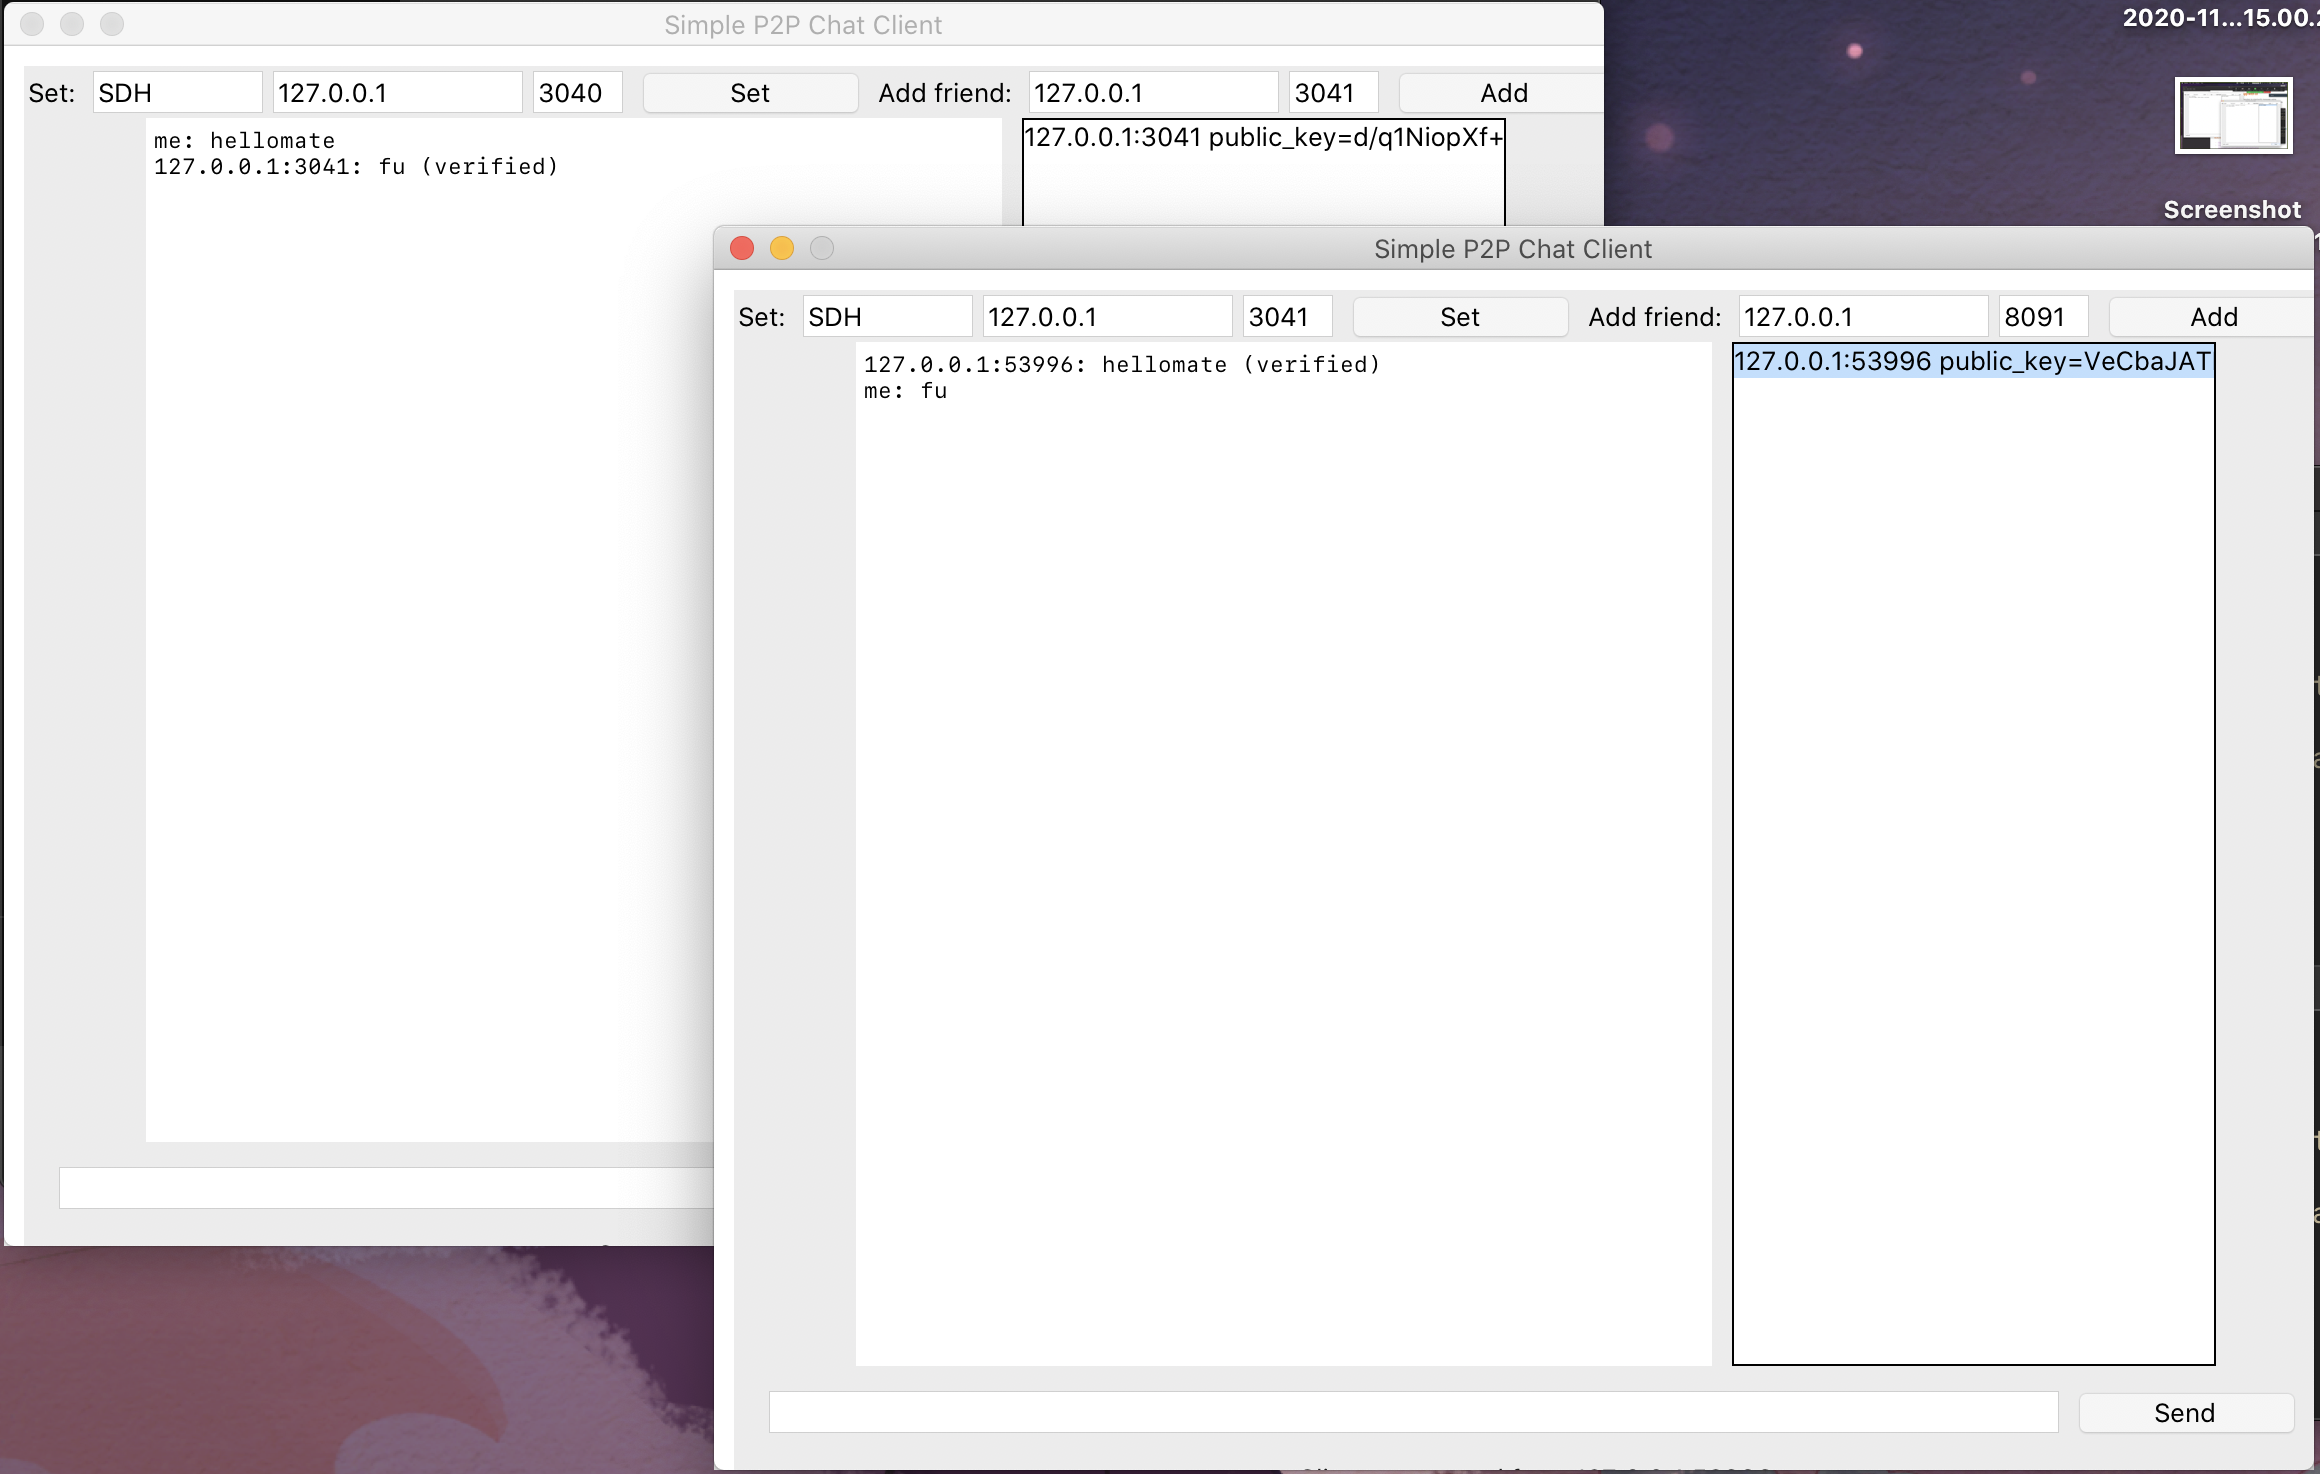 Simple P2P Chat Client
Set: SDH 127.0.0.1 3040 Set Add friend: 127.0.0.1 3041 Add
me: hellomate
127.0.0.1:3041: fu (verified)
127.0.0.1:3041 public_key=d/q1NiopXf+
2020-11...15.00.2
Screenshot
Simple P2P Chat Client
Set: SDH 127.0.0.1 3041 Set Add friend: 127.0.0.1 8091 Add
127.0.0.1:53996: hellomate (verified)
me: fu
127.0.0.1:53996 public_key=VeCbaJAT
Send